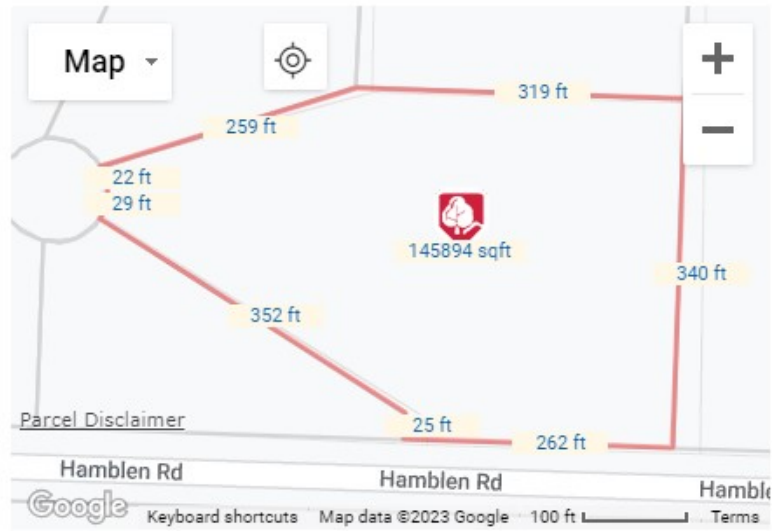 Map
319 ft
259 ft
22 ft
29 ft
145894 sqft
340 ft
352 ft
Parcel Disclaimer
25 ft
262 ft
Hamblen Rd
Hamblen Rd
Hamble
Google
Keyboard shortcuts Map data ©2023 Google 100 ft Terms